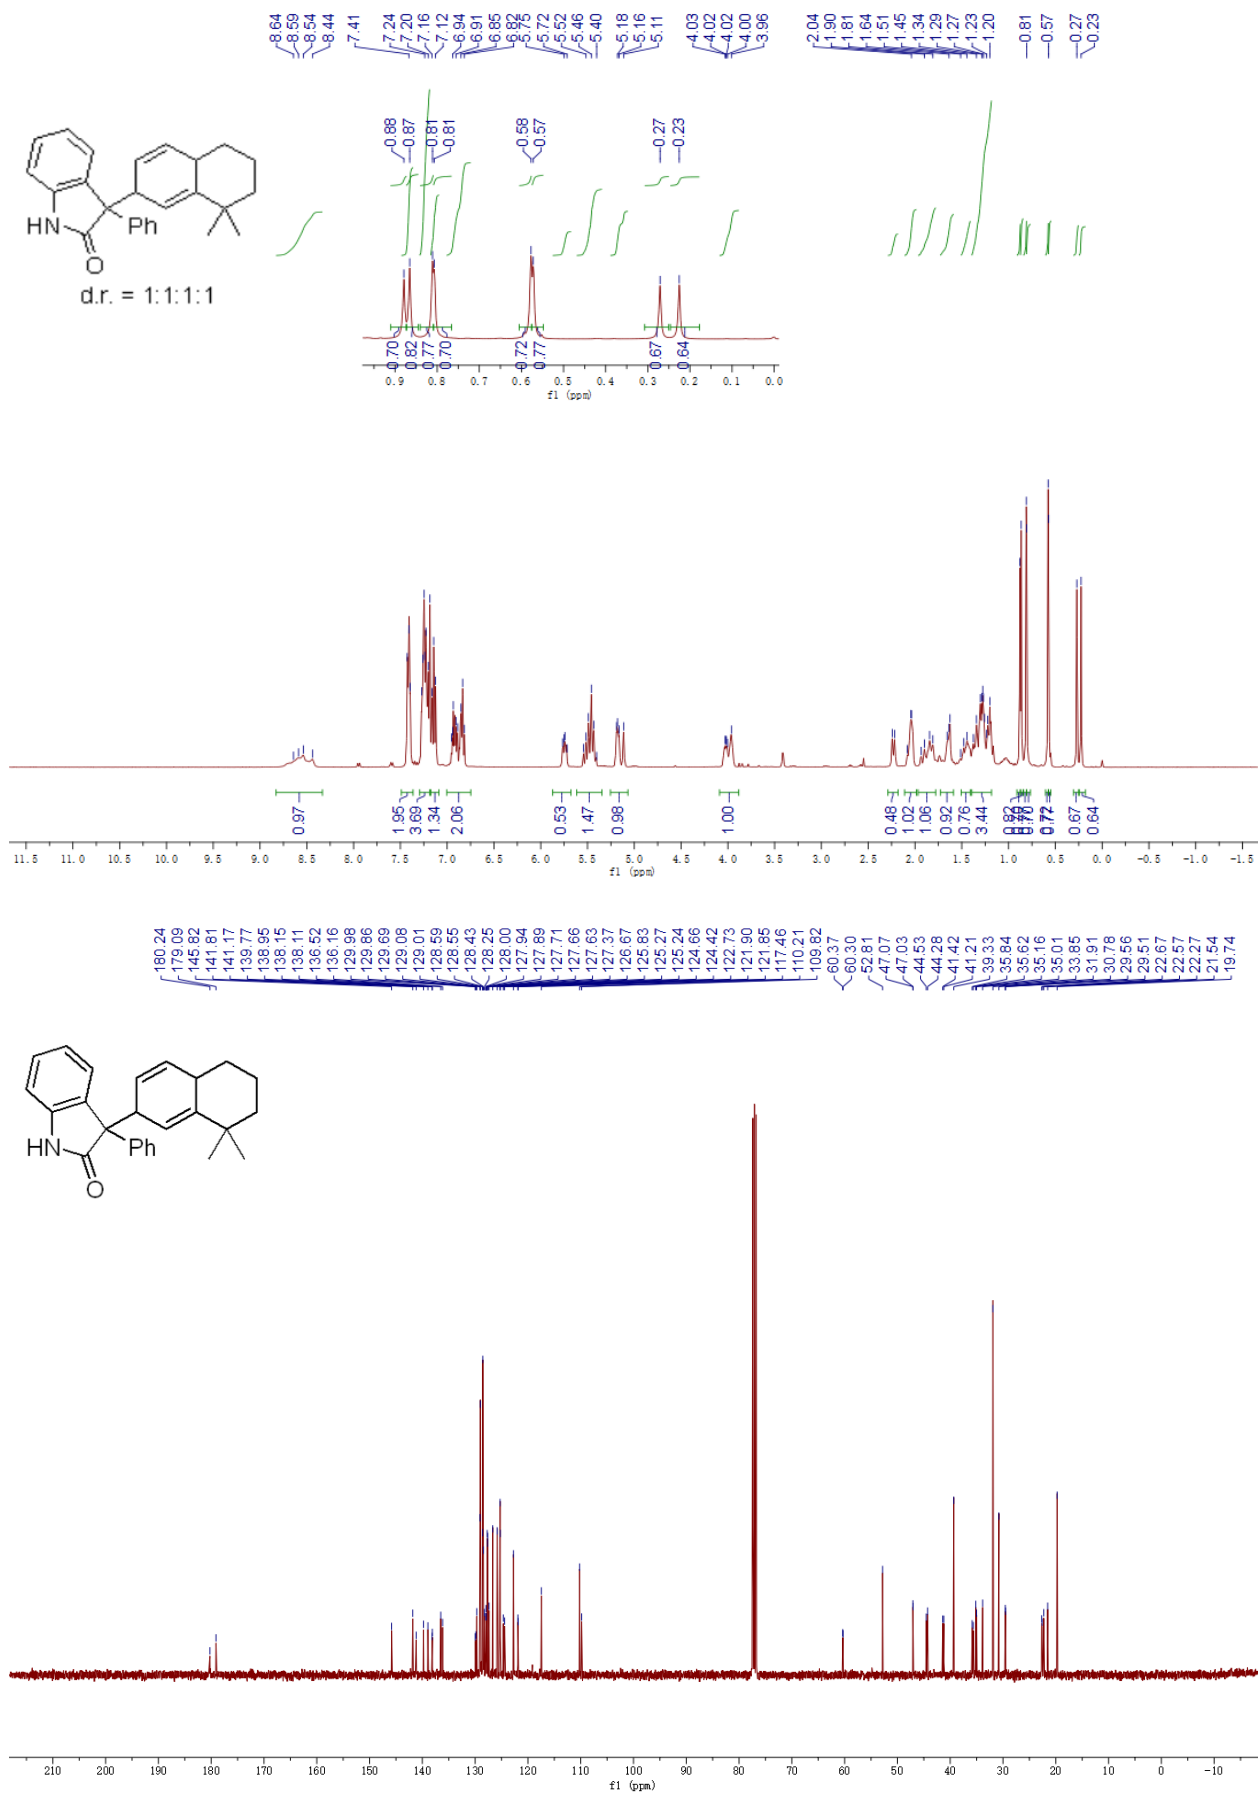 8.64 8.59 8.54 8.44 7.41 7.24 7.20 7.16 7.12 6.94 6.91 6.85 6.82 5.75 5.72 5.52 5.46 5.40 5.18 5.16 5.11 4.03 4.02 4.02 4.00 3.96 2.04 1.90 1.81 1.64 1.51 1.45 1.34 1.29 1.27 1.23 1.20 0.81 0.57 0.27 0.23
0.88 0.87 0.81 0.81 0.58 0.57 0.27 0.23
HN
Ph
O
d.r. = 1:1:1:1
0.70 0.82 0.77 0.70 0.72 0.77 0.67 0.64
0.9 0.8 0.7 0.6 0.5 0.4 0.3 0.2 0.1 0.0
f1 (ppm)
0.97 1.95 3.69 1.34 2.06 0.53 1.47 0.98 1.00 0.48 1.02 1.06 0.92 0.76 3.44 0.82 0.70 0.72 0.77 0.67 0.64
11.5 11.0 10.5 10.0 9.5 9.0 8.5 8.0 7.5 7.0 6.5 6.0 5.5 5.0 4.5 4.0 3.5 3.0 2.5 2.0 1.5 1.0 0.5 0.0 -0.5 -1.0 -1.5
f1 (ppm)
180.24 179.09 145.82 141.81 141.17 139.77 138.95 138.15 138.11 136.52 136.16 129.98 129.86 129.69 129.08 129.01 128.59 128.55 128.43 128.25 128.00 127.94 127.89 127.71 127.66 127.63 127.37 126.67 125.83 125.27 125.24 124.66 124.42 122.73 121.90 121.85 117.46 110.21 109.82 60.37 60.30 52.81 47.07 47.03 44.53 44.28 41.42 41.21 39.33 35.84 35.62 35.16 35.01 33.85 31.91 30.78 29.56 29.51 22.67 22.57 22.27 21.54 19.74
HN
Ph
O
210 200 190 180 170 160 150 140 130 120 110 100 90 80 70 60 50 40 30 20 10 0 -10
f1 (ppm)